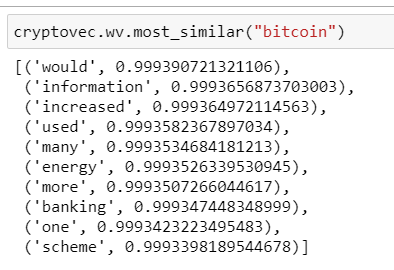 cryptovec.wv.most_similar("bitcoin")
[('would', 0.999390721321106),
('information', 0.9993656873703003),
('increased', 0.999364972114563),
('used', 0.9993582367897034),
('many', 0.9993534684181213),
('energy', 0.9993526339530945),
('more', 0.9993507266044617),
('banking', 0.999347448348999),
('one', 0.9993423223495483),
('scheme', 0.9993398189544678)]